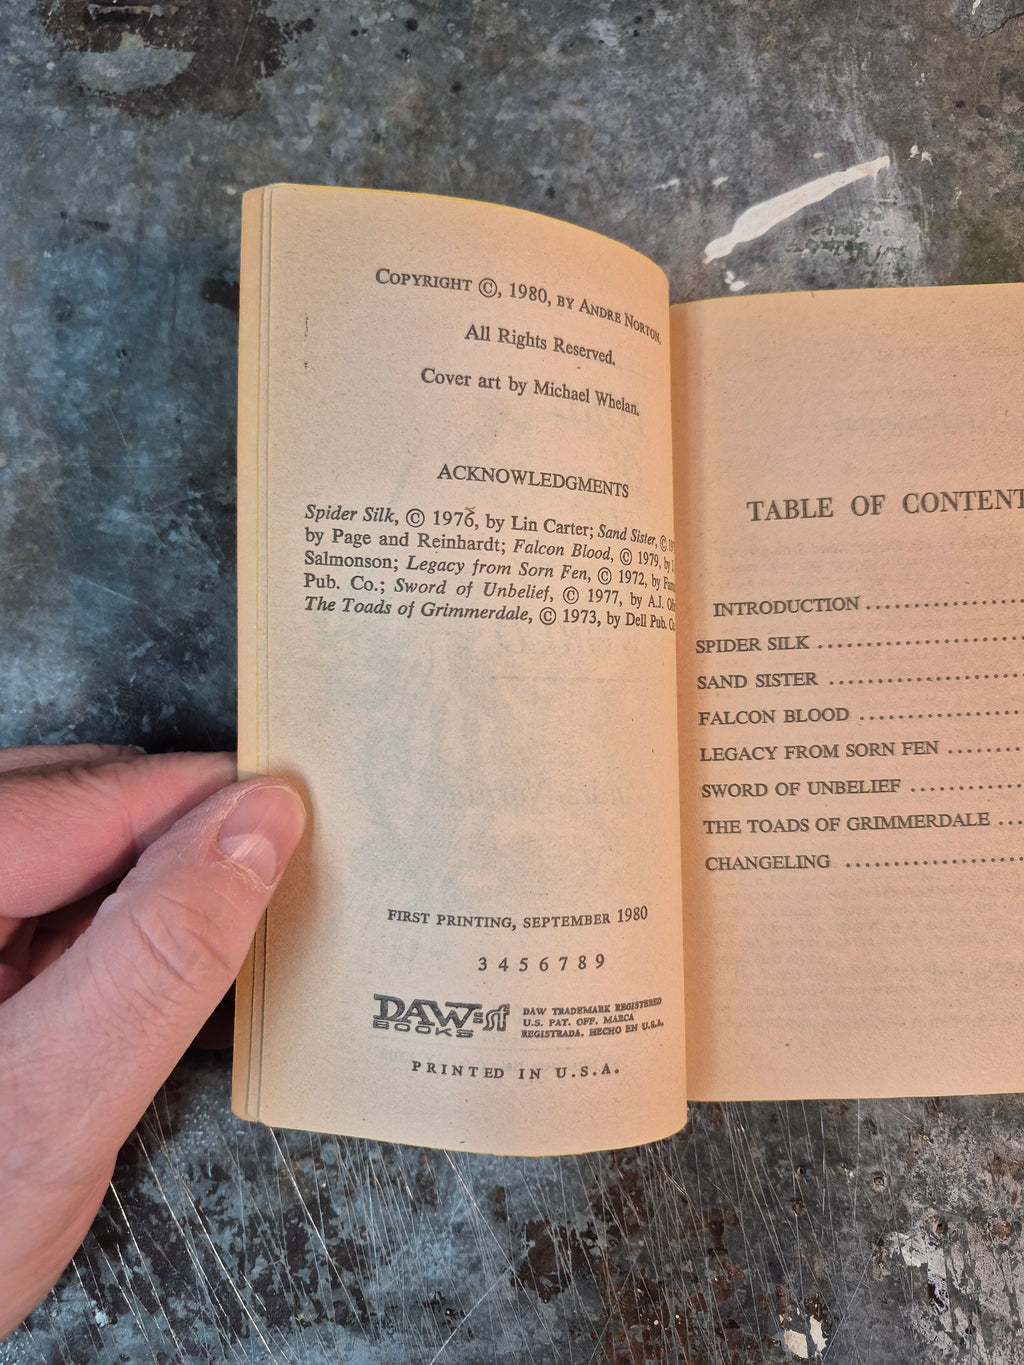 COPYRIGHT ©, 1980, BY ANDRE NORTON.
All Rights Reserved.
Cover art by Michael Whelan.
ACKNOWLEDGMENTS
Spider Silk, © 1976, by Lin Carter; Sand Sister, ©
by Page and Reinhardt; Falcon Blood, © 1979, by
Salmonson; Legacy from Sorn Fen, © 1972, by
Pub. Co.; Sword of Unbelief, © 1977, by A.J.
The Toads of Grimmerdale, © 1973, by Dell Pub.
FIRST PRINTING, SEPTEMBER 1980
3 4 5 6 7 8 9
DAW sf
BOOKS
DAW TRADEMARK REGISTERED
U.S. PAT. OFF. MARCA
REGISTRADA. HECHO EN U.S.A.
PRINTED IN U.S.A.
TABLE OF CONTENT
INTRODUCTION ....................
SPIDER SILK ....................
SAND SISTER ....................
FALCON BLOOD ................
LEGACY FROM SORN FEN .........
SWORD OF UNBELIEF ............
THE TOADS OF GRIMMERDALE ...
CHANGELING ..................